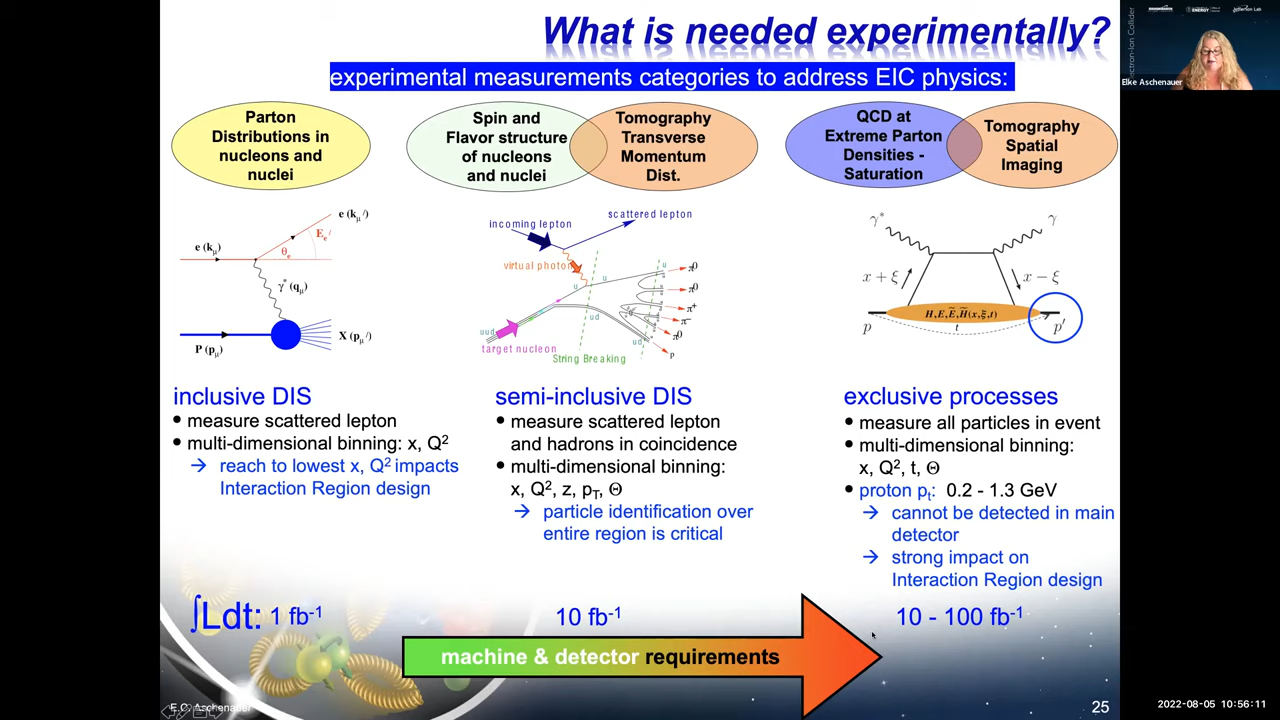 What is needed experimentally?
experimental measurements categories to address EIC physics:
Parton
Distributions in
nucleons and
nuclei
Spin and
Flavor structure
of nucleons
and nuclei
Tomography
Transverse
Momentum
Dist.
QCD at
Extreme Parton
Densities -
Saturation
Tomography
Spatial
Imaging
e (kμ)
e (kμ′)
Ee′
θe
γ* (qμ)
P (pμ)
X (pμ′)
incoming lepton
scattered lepton
virtual photon
u
u
u
ud
ud
uud
target nucleon
String Breaking
π0
π0
π+
π-
π0
p
γ*
γ
x + ξ
x − ξ
H, E, H̃, Ẽ (x,ξ,t)
p
t
p′
inclusive DIS
• measure scattered lepton
• multi-dimensional binning: x, Q²
→ reach to lowest x, Q² impacts
Interaction Region design
semi-inclusive DIS
• measure scattered lepton
and hadrons in coincidence
• multi-dimensional binning:
x, Q², z, pT, Θ
→ particle identification over
entire region is critical
exclusive processes
• measure all particles in event
• multi-dimensional binning:
x, Q², t, Θ
• proton pt: 0.2 - 1.3 GeV
→ cannot be detected in main
detector
→ strong impact on
Interaction Region design
∫Ldt: 1 fb⁻¹
10 fb⁻¹
10 - 100 fb⁻¹
machine & detector requirements
E.C. Aschenauer
25
Elke Aschenauer
ENERGY
Jefferson Lab
2022-08-05 10:56:11